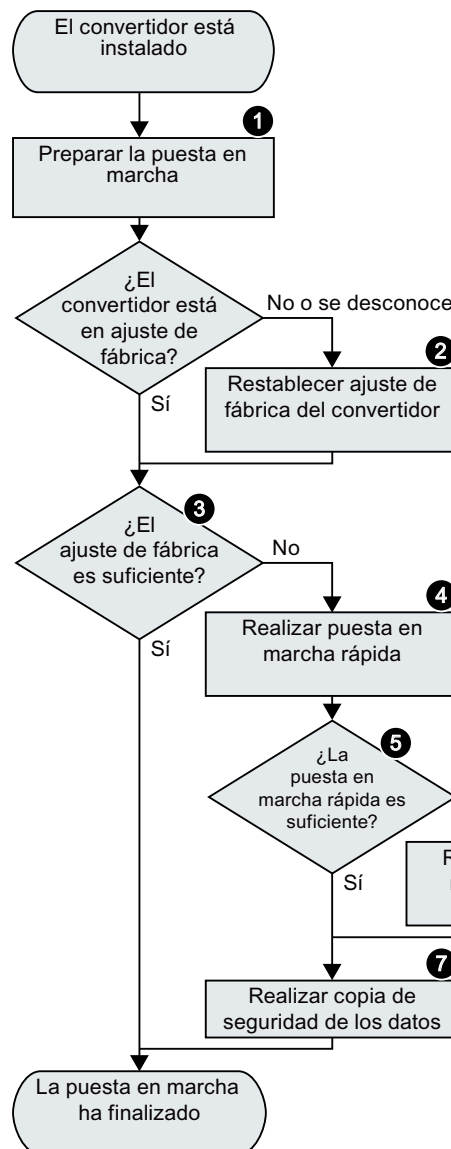 El convertidor está
instalado
1
Preparar la puesta en
marcha
¿El
convertidor está
en ajuste de
fábrica?
No o se desconoce
Sí
2
Restablecer ajuste de
fábrica del convertidor
3
¿El
ajuste de fábrica
es suficiente?
No
Sí
4
Realizar puesta en
marcha rápida
5
¿La
puesta en
marcha rápida es
suficiente?
Sí
7
Realizar copia de
seguridad de los datos
La puesta en marcha
ha finalizado